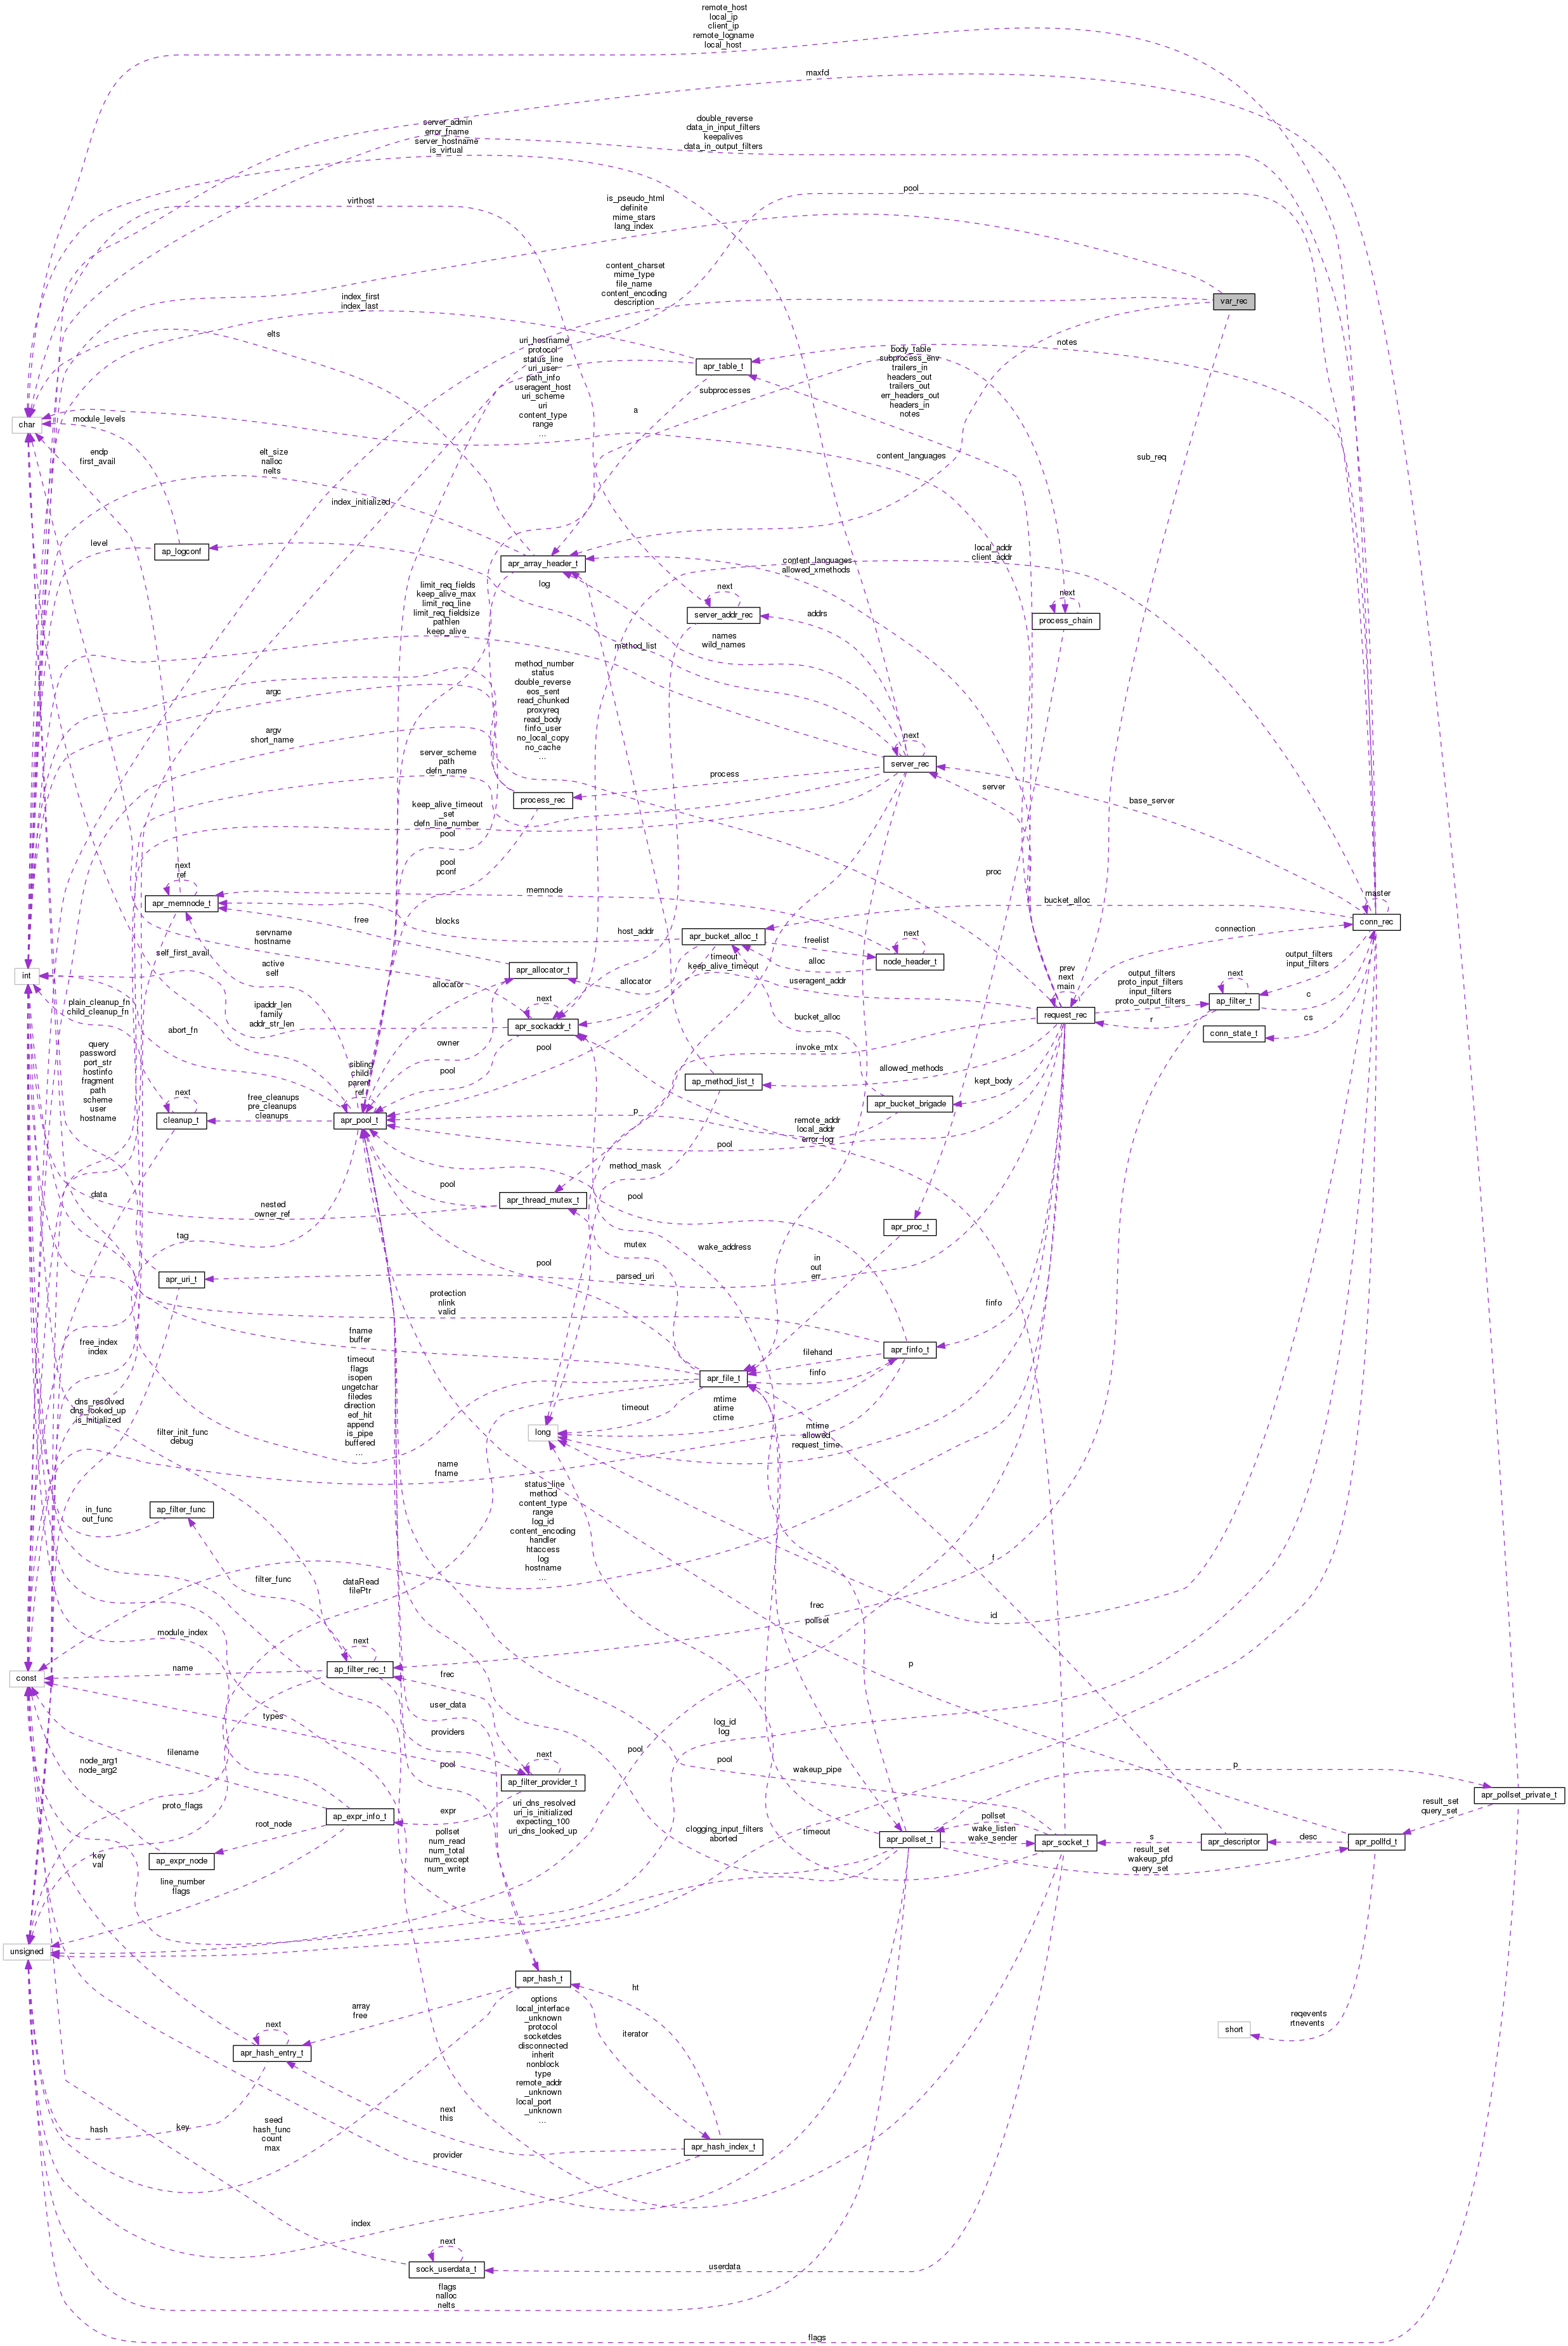 remote_host
local_ip
client_ip
remote_logname
local_host
maxfd
server_admin
error_fname
server_hostname
is_virtual
double_reverse
data_in_input_filters
keepalives
data_in_output_filters
virthost
is_pseudo_html
definite
mime_stars
lang_index
pool
content_charset
mime_type
file_name
content_encoding
description
var_rec
index_first
index_last
elts
uri_hostname
protocol
status_line
uri_user
path_info
useragent_host
uri_scheme
uri
content_type
range
...
apr_table_t
body_table
subprocess_env
trailers_in
headers_out
trailers_out
err_headers_out
headers_in
notes
notes
subprocesses
a
char
module_levels
endp
first_avail
elt_size
nalloc
nelts
content_languages
sub_req
index_initialized
level
ap_logconf
apr_array_header_t
log
content_languages
allowed_xmethods
local_addr
client_addr
limit_req_fields
keep_alive_max
limit_req_line
limit_req_fieldsize
pathlen
keep_alive
next
server_addr_rec
addrs
next
process_chain
names
wild_names
method_list
method_number
status
double_reverse
eos_sent
read_chunked
proxyreq
read_body
finfo_user
no_local_copy
no_cache
...
argc
argv
short_name
next
server_rec
process
process_rec
server
base_server
server_scheme
path
defn_name
keep_alive_timeout
_set
defn_line_number
pool
pool
pconf
next
ref
apr_memnode_t
memnode
proc
master
conn_rec
bucket_alloc
free
blocks
host_addr
apr_bucket_alloc_t
freelist
next
node_header_t
alloc
connection
servname
hostname
self_first_avail
active
self
int
apr_allocator_t
allocator
allocator
timeout
keep_alive_timeout
useragent_addr
prev
next
main
request_rec
output_filters
proto_input_filters
input_filters
proto_output_filters
output_filters
input_filters
next
ap_filter_t
c
cs
r
conn_state_t
plain_cleanup_fn
child_cleanup_fn
ipaddr_len
family
addr_str_len
next
apr_sockaddr_t
owner
abort_fn
bucket_alloc
pool
pool
invoke_mtx
query
password
port_str
hostinfo
fragment
path
scheme
user
hostname
sibling
child
parent
ref
apr_pool_t
free_cleanups
pre_cleanups
cleanups
next
cleanup_t
ap_method_list_t
allowed_methods
kept_body
apr_bucket_brigade
p
remote_addr
local_addr
error_log
pool
method_mask
data
nested
owner_ref
pool
apr_thread_mutex_t
pool
apr_proc_t
tag
mutex
wake_address
in
out
err
pool
apr_uri_t
parsed_uri
protection
nlink
valid
finfo
fname
buffer
free_index
index
timeout
flags
isopen
ungetchar
filedes
direction
eof_hit
append
is_pipe
buffered
...
apr_file_t
filehand
finfo
apr_finfo_t
dns_resolved
dns_looked_up
is_initialized
timeout
mtime
atime
ctime
long
mtime
allowed
request_time
filter_init_func
debug
name
fname
status_line
method
content_type
range
log_id
content_encoding
handler
htaccess
log
hostname
...
in_func
out_func
ap_filter_func
filter_func
dataRead
filePtr
f
id
frec
pollset
module_index
next
ap_filter_rec_t
name
const
frec
p
types
user_data
providers
log_id
log
pool
pool
filename
node_arg1
node_arg2
pool
next
ap_filter_provider_t
wakeup_pipe
p
apr_pollset_private_t
proto_flags
ap_expr_info_t
expr
uri_dns_resolved
uri_is_initialized
expecting_100
uri_dns_looked_up
root_node
pollset
num_read
num_total
num_except
num_write
clogging_input_filters
aborted
timeout
apr_pollset_t
pollset
wake_listen
wake_sender
apr_socket_t
s
apr_descriptor
desc
apr_pollfd_t
result_set
query_set
result_set
wakeup_pfd
query_set
ap_expr_node
key
val
line_number
flags
unsigned
apr_hash_t
array
free
options
local_interface
_unknown
protocol
socketdes
disconnected
inherit
nonblock
type
remote_addr
_unknown
local_port
_unknown
...
ht
iterator
short
reqevents
rtnevents
next
apr_hash_entry_t
hash
key
seed
hash_func
count
max
next
this
apr_hash_index_t
provider
index
next
sock_userdata_t
userdata
flags
nalloc
nelts
flags